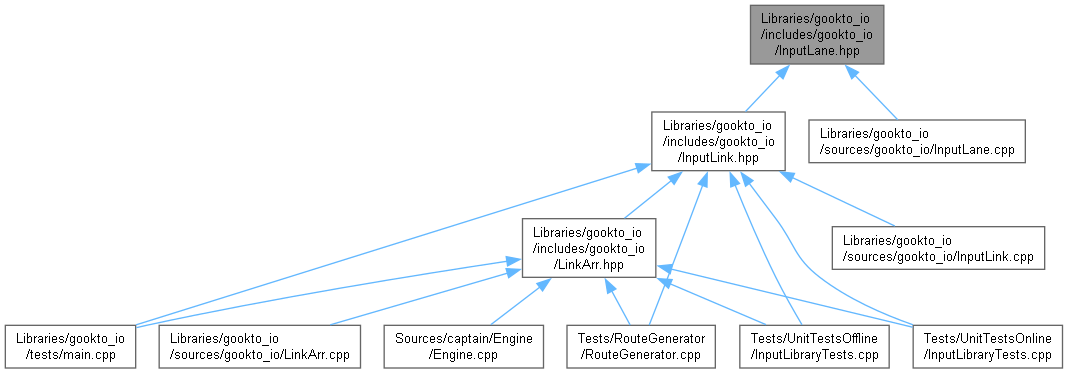 Libraries/gookto_io
/includes/gookto_io
/InputLane.hpp
Libraries/gookto_io
/includes/gookto_io
/InputLink.hpp
Libraries/gookto_io
/sources/gookto_io/InputLane.cpp
Libraries/gookto_io
/includes/gookto_io
/LinkArr.hpp
Libraries/gookto_io
/sources/gookto_io/InputLink.cpp
Libraries/gookto_io
/tests/main.cpp
Libraries/gookto_io
/sources/gookto_io/LinkArr.cpp
Sources/captain/Engine
/Engine.cpp
Tests/RouteGenerator
/RouteGenerator.cpp
Tests/UnitTestsOffline
/InputLibraryTests.cpp
Tests/UnitTestsOnline
/InputLibraryTests.cpp